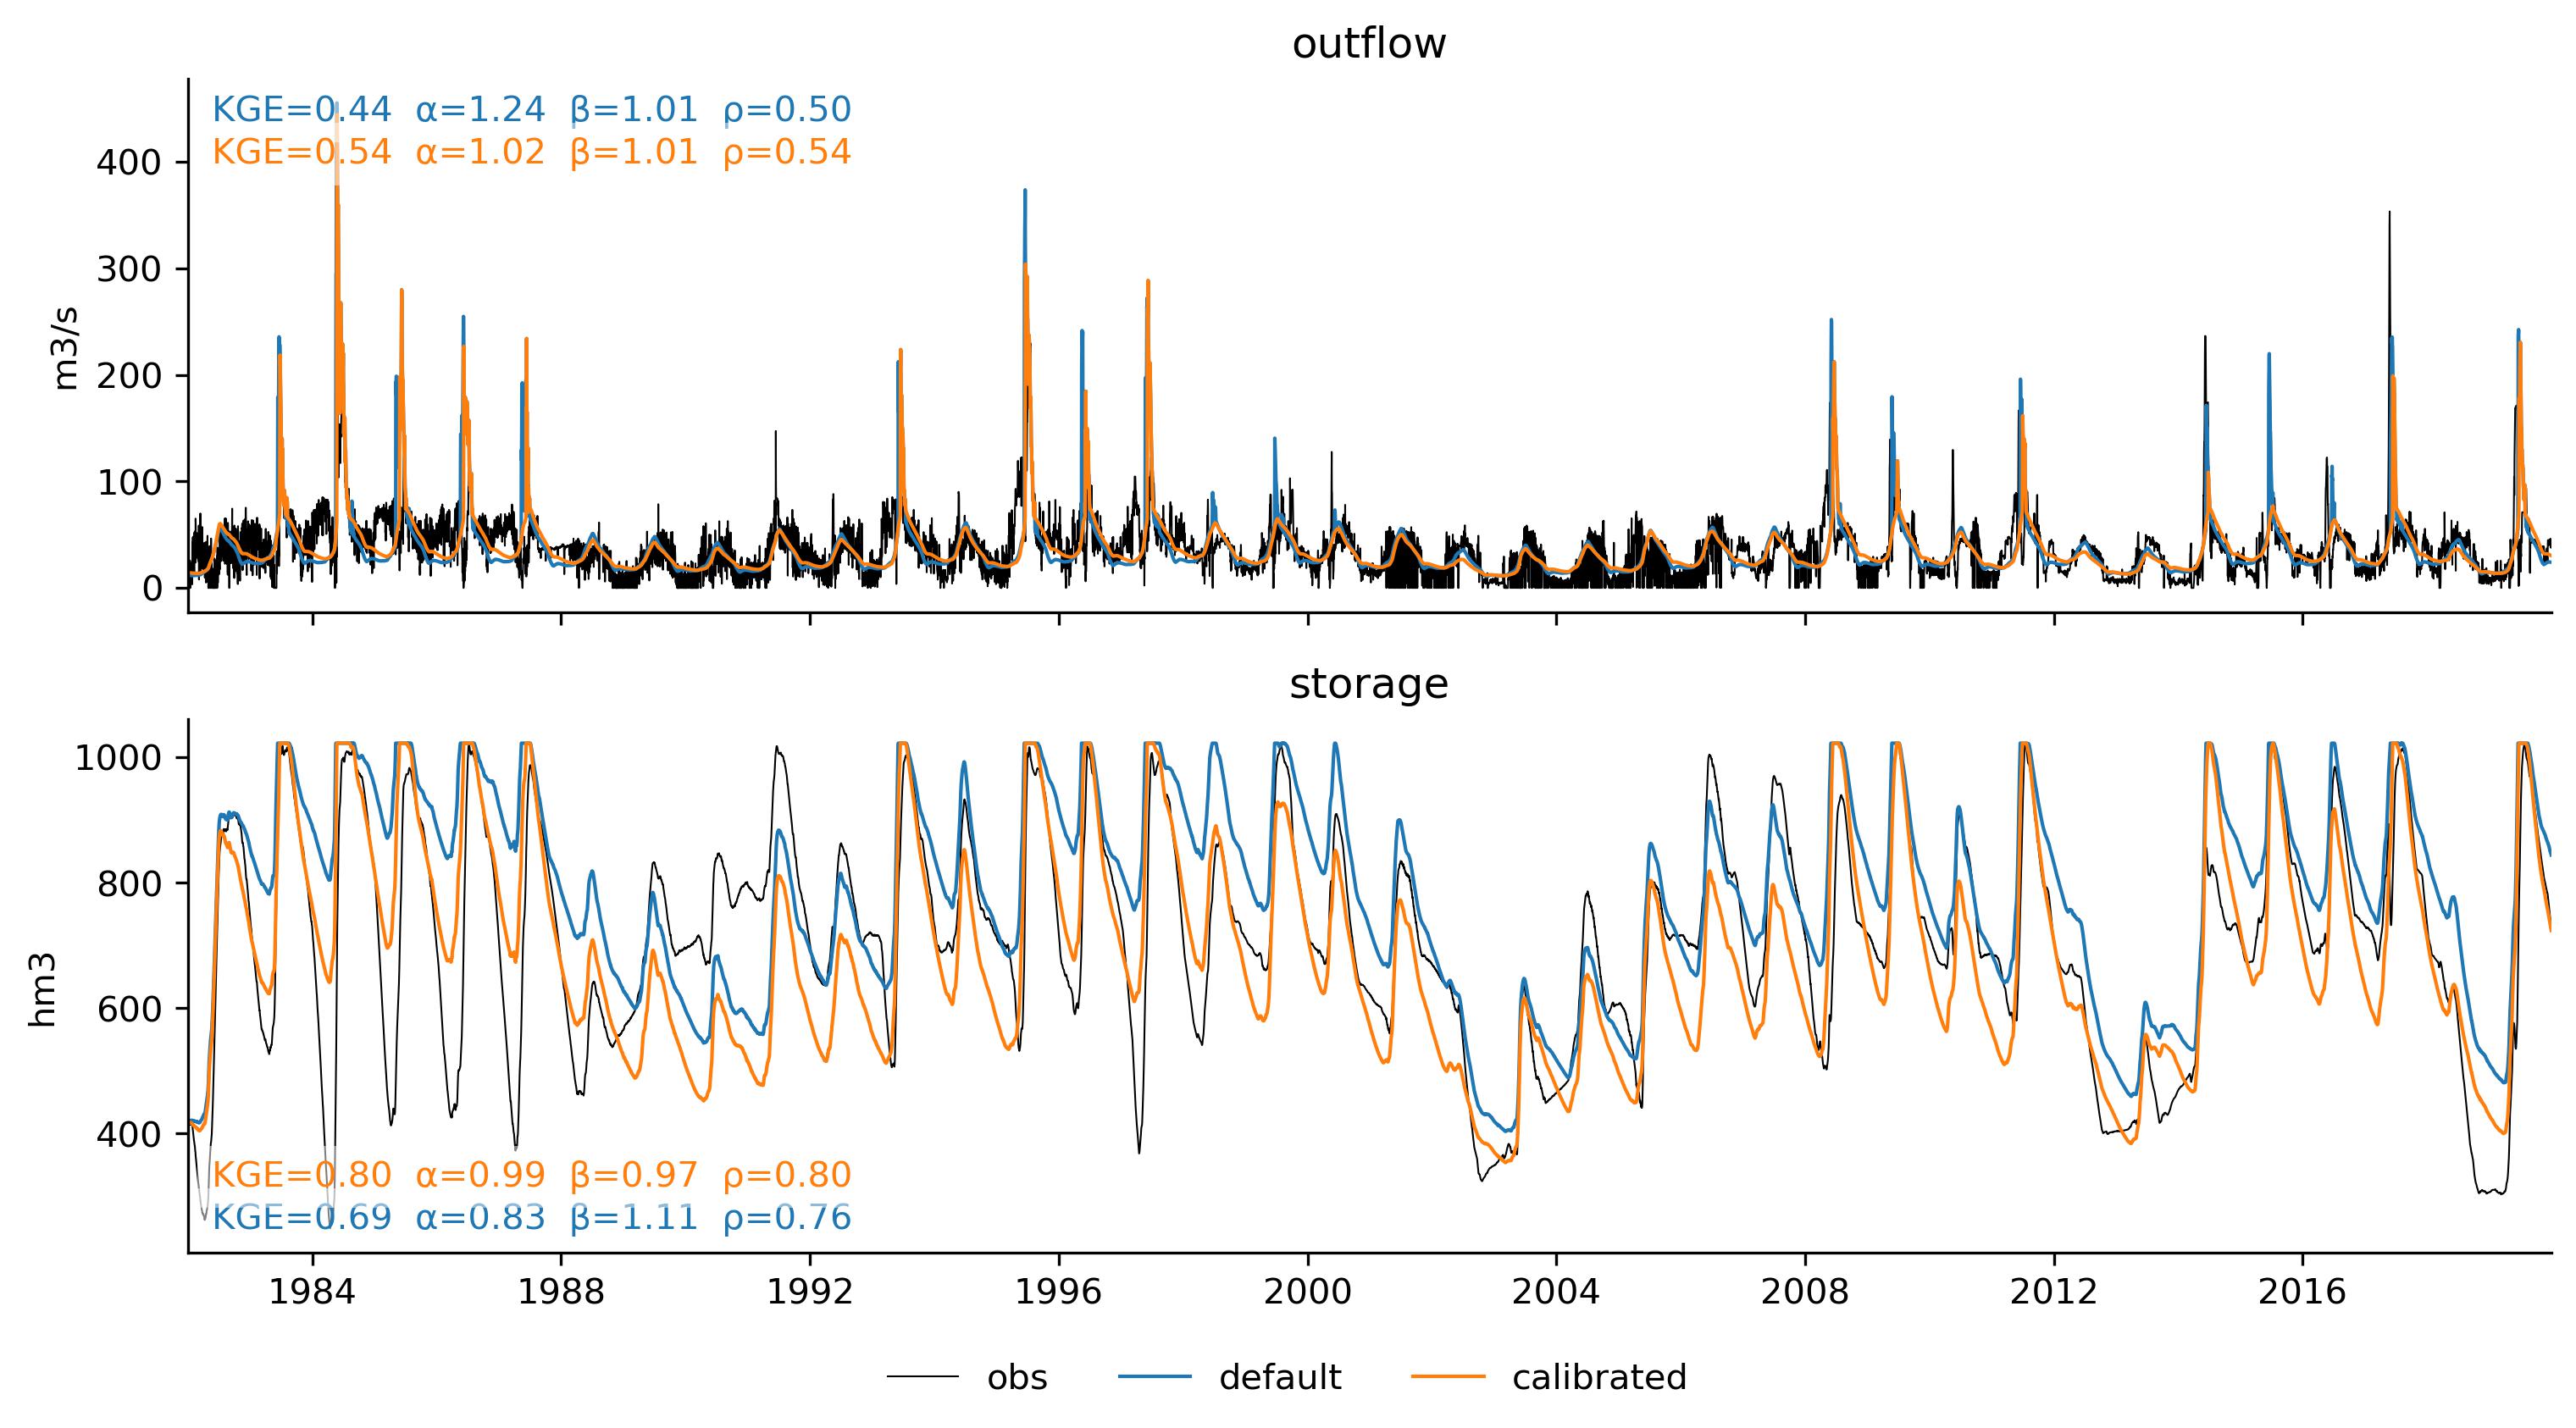 outflow
KGE=0.44 α=1.24 β=1.01 ρ=0.50
KGE=0.54 α=1.02 β=1.01 ρ=0.54
400
300
200
100
0
m3/s
storage
1000
800
600
400
hm3
KGE=0.80 α=0.99 β=0.97 ρ=0.80
KGE=0.69 α=0.83 β=1.11 ρ=0.76
1984 1988 1992 1996 2000 2004 2008 2012 2016
obs default calibrated